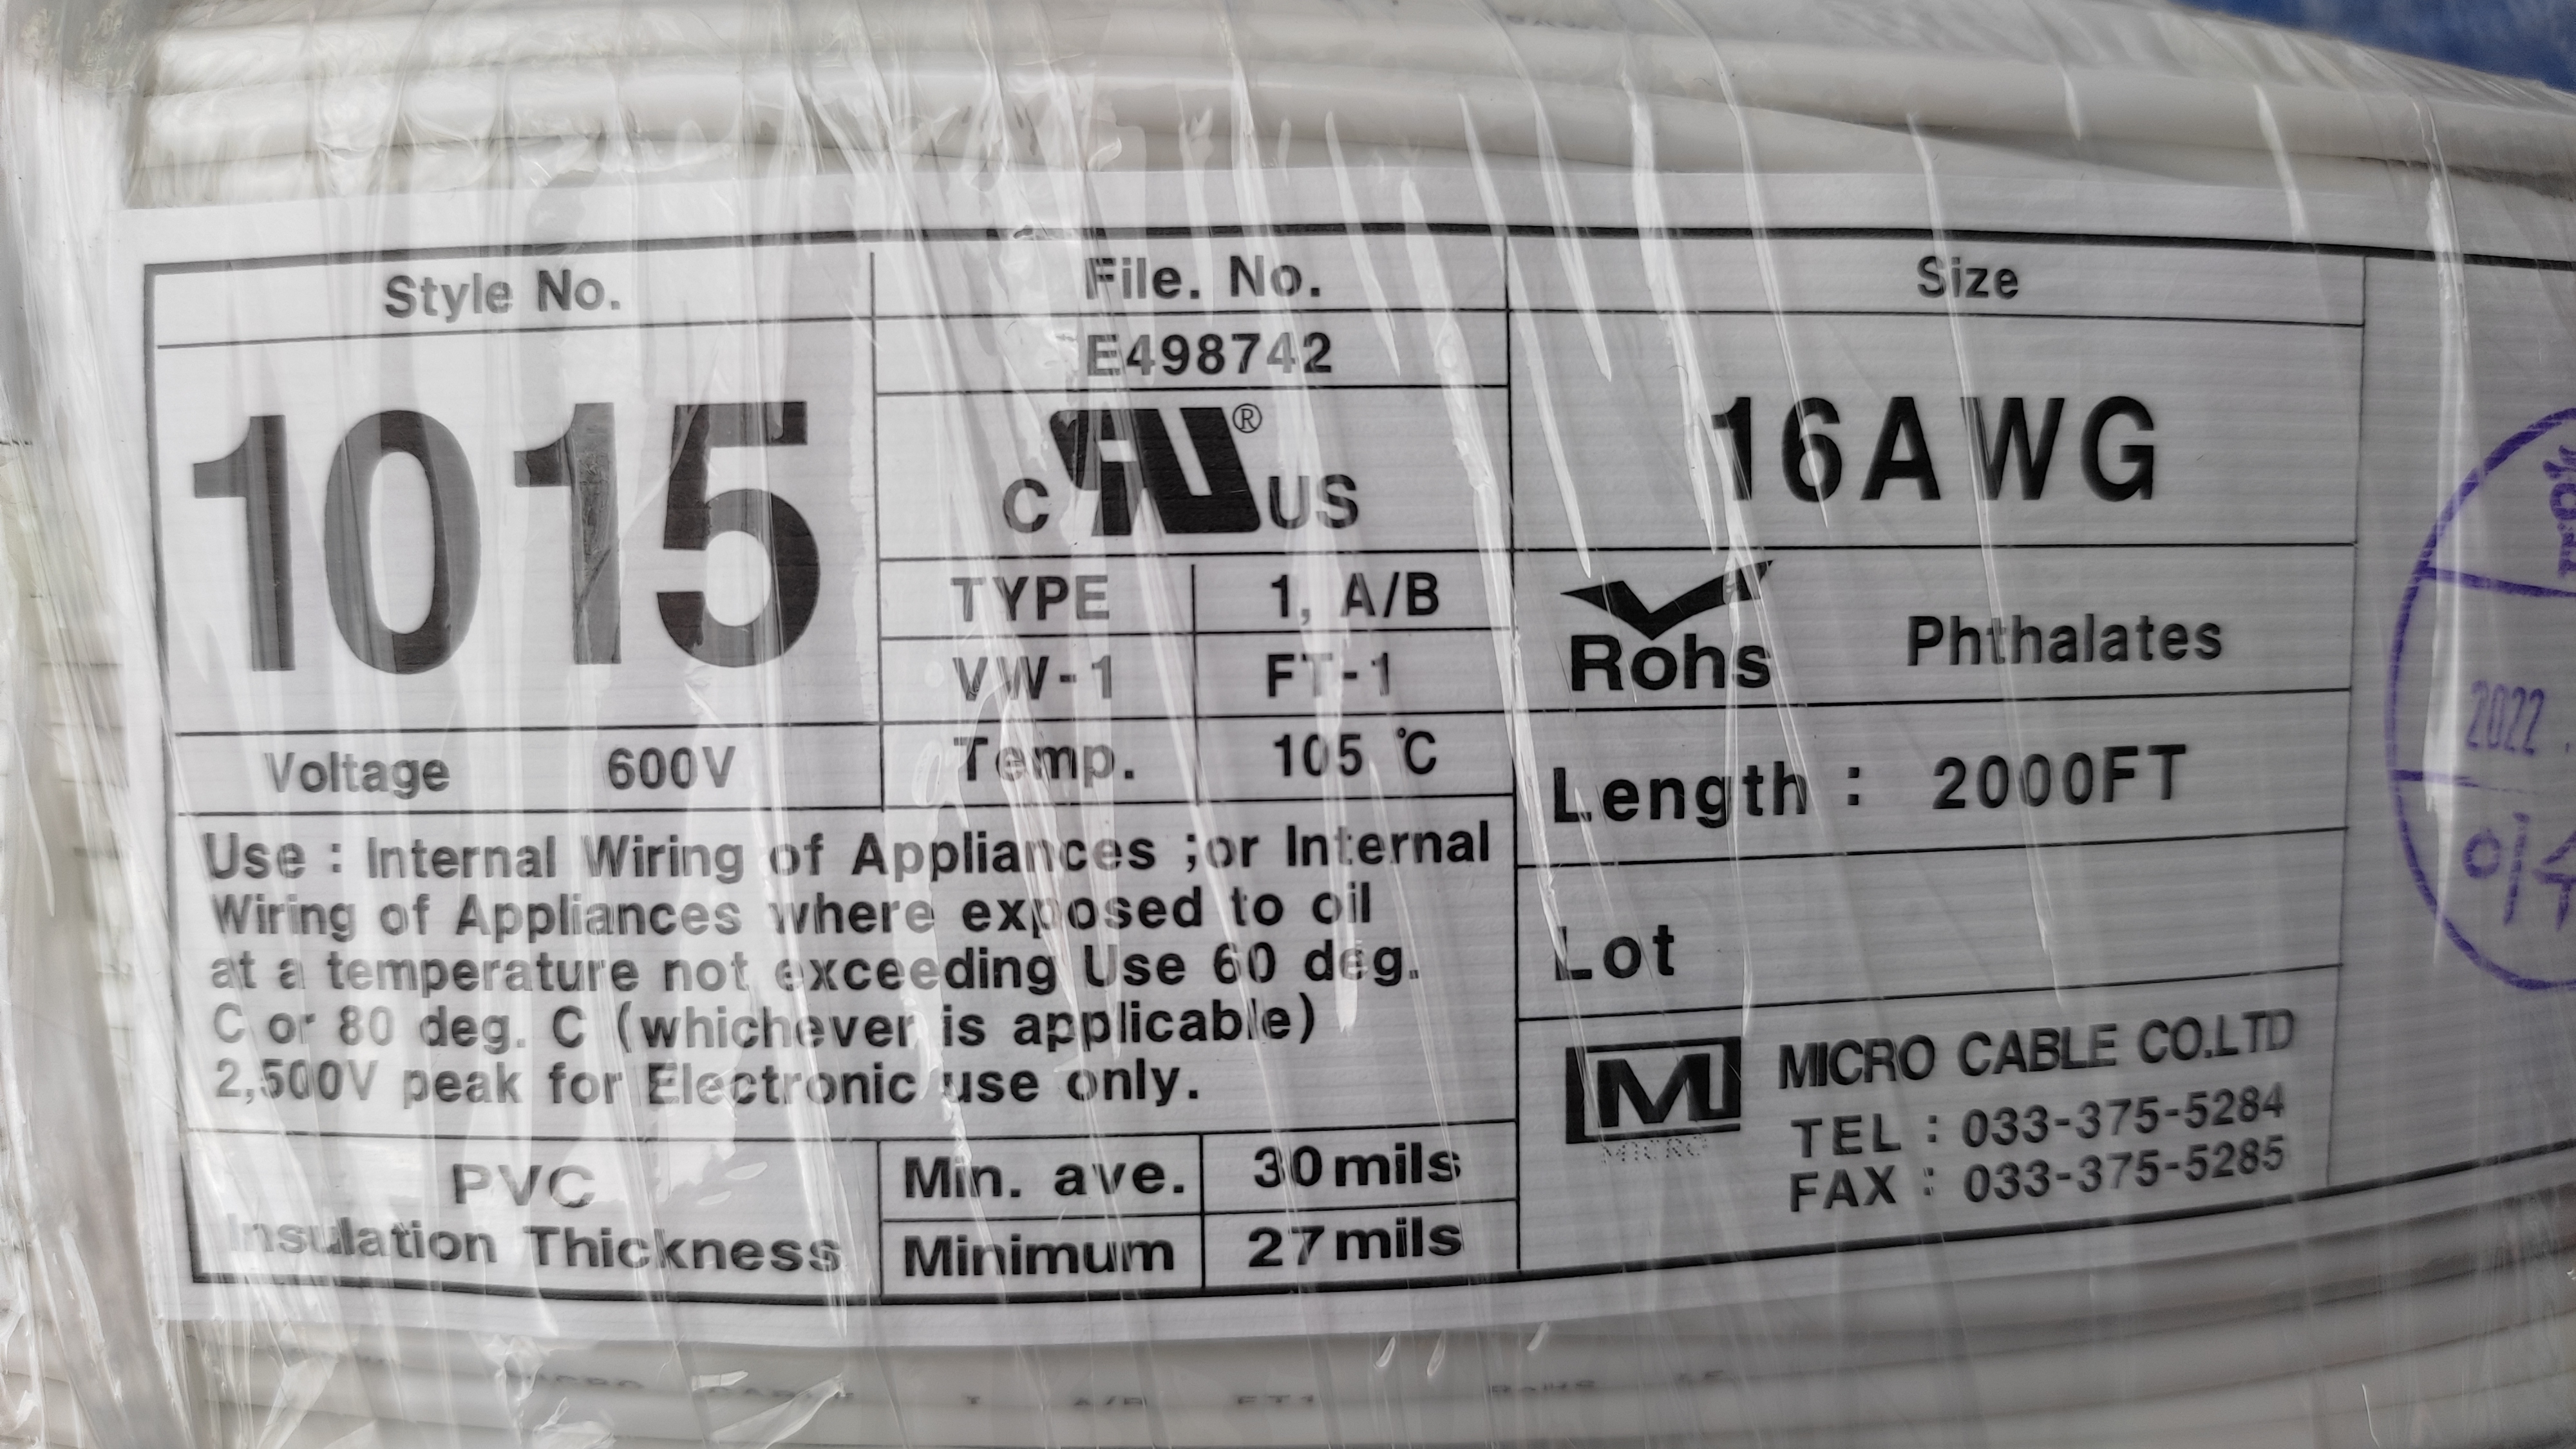 Style No.
1015
Voltage 600V
File. No.
E498742
C RU® US
TYPE 1, A/B
VW-1 FT-1
Temp. 105 ℃
Use : Internal Wiring of Appliances ;or Internal
Wiring of Appliances where exposed to oil
at a temperature not exceeding Use 60 deg.
C or 80 deg. C (whichever is applicable)
2,500V peak for Electronic use only.
PVC
Insulation Thickness
Min. ave. 30mils
Minimum 27mils
Size
16AWG
Rohs Phthalates
Length : 2000FT
Lot
M
MICRO
MICRO CABLE CO.LTD
TEL : 033-375-5284
FAX : 033-375-5285
2022 .
이